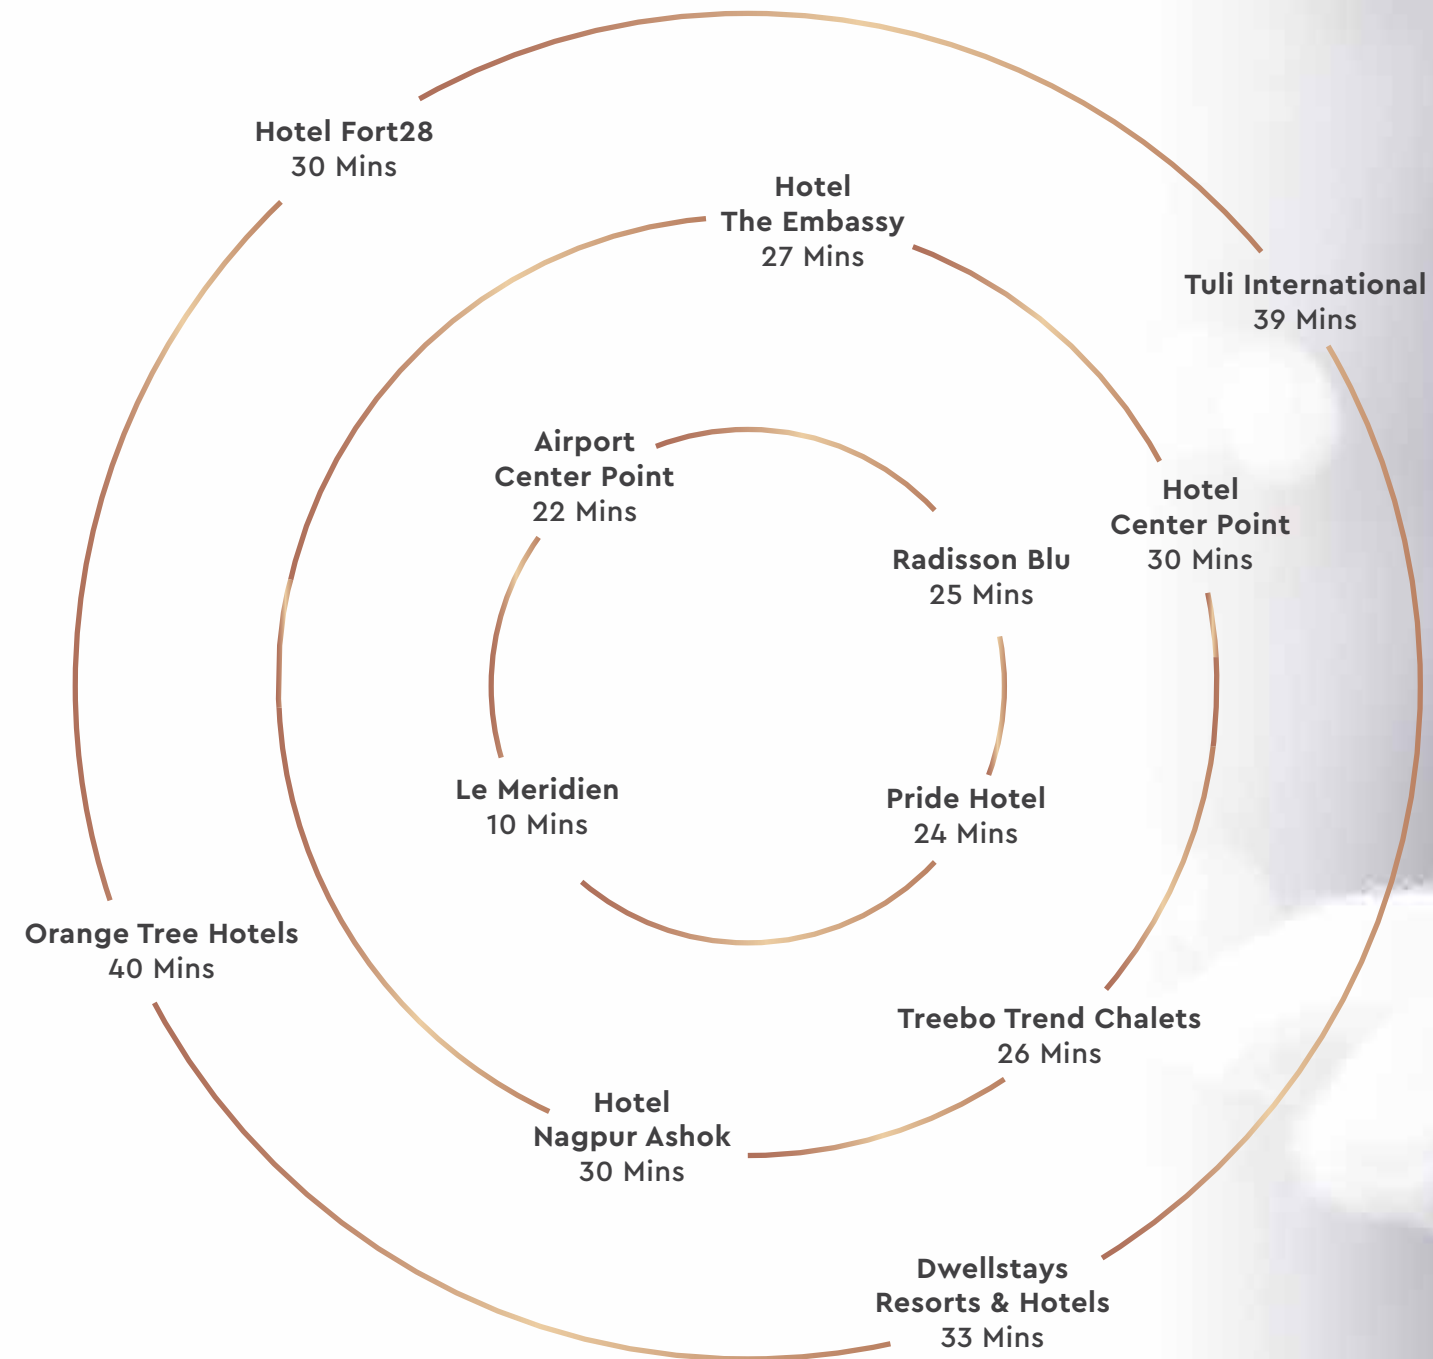 Hotel Fort28
30 Mins
Hotel
The Embassy
27 Mins
Tuli International
39 Mins
Airport
Center Point
22 Mins
Hotel
Center Point
30 Mins
Radisson Blu
25 Mins
Le Meridien
10 Mins
Pride Hotel
24 Mins
Orange Tree Hotels
40 Mins
Treebo Trend Chalets
26 Mins
Hotel
Nagpur Ashok
30 Mins
Dwellstays
Resorts & Hotels
33 Mins